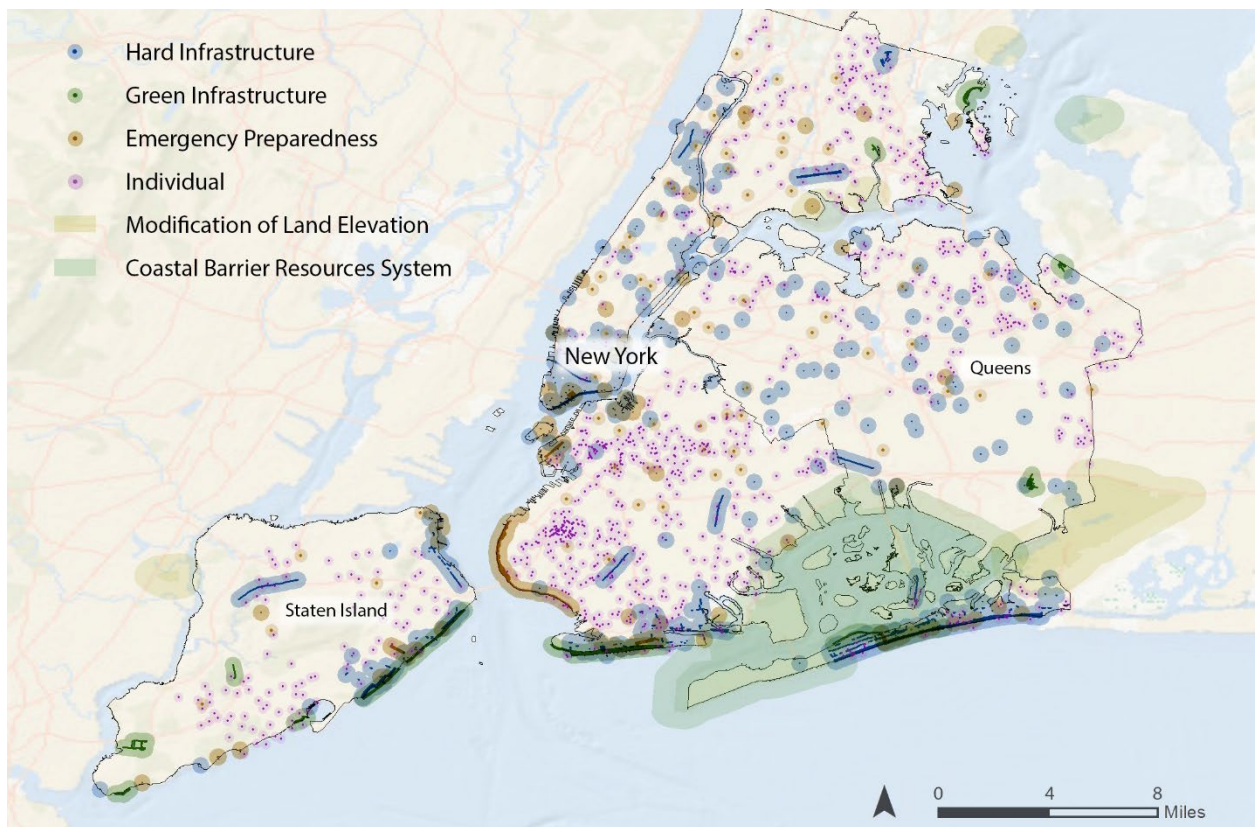 Hard Infrastructure
Green Infrastructure
Emergency Preparedness
Individual
Modification of Land Elevation
Coastal Barrier Resources System
New York
Queens
Staten Island
0 4 8
Miles